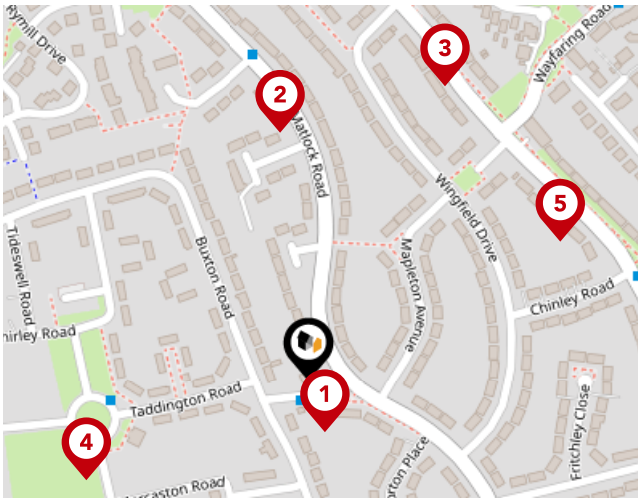 Rymill Drive
Wayfaring Road
3
2
Matlock Road
Wingfield Drive
5
Tideswell Road
Buxton Road
Mapleton Avenue
Chinley Road
hirley Road
1
Taddington Road
4
Fritchley Close
orton Place
arcaston Road